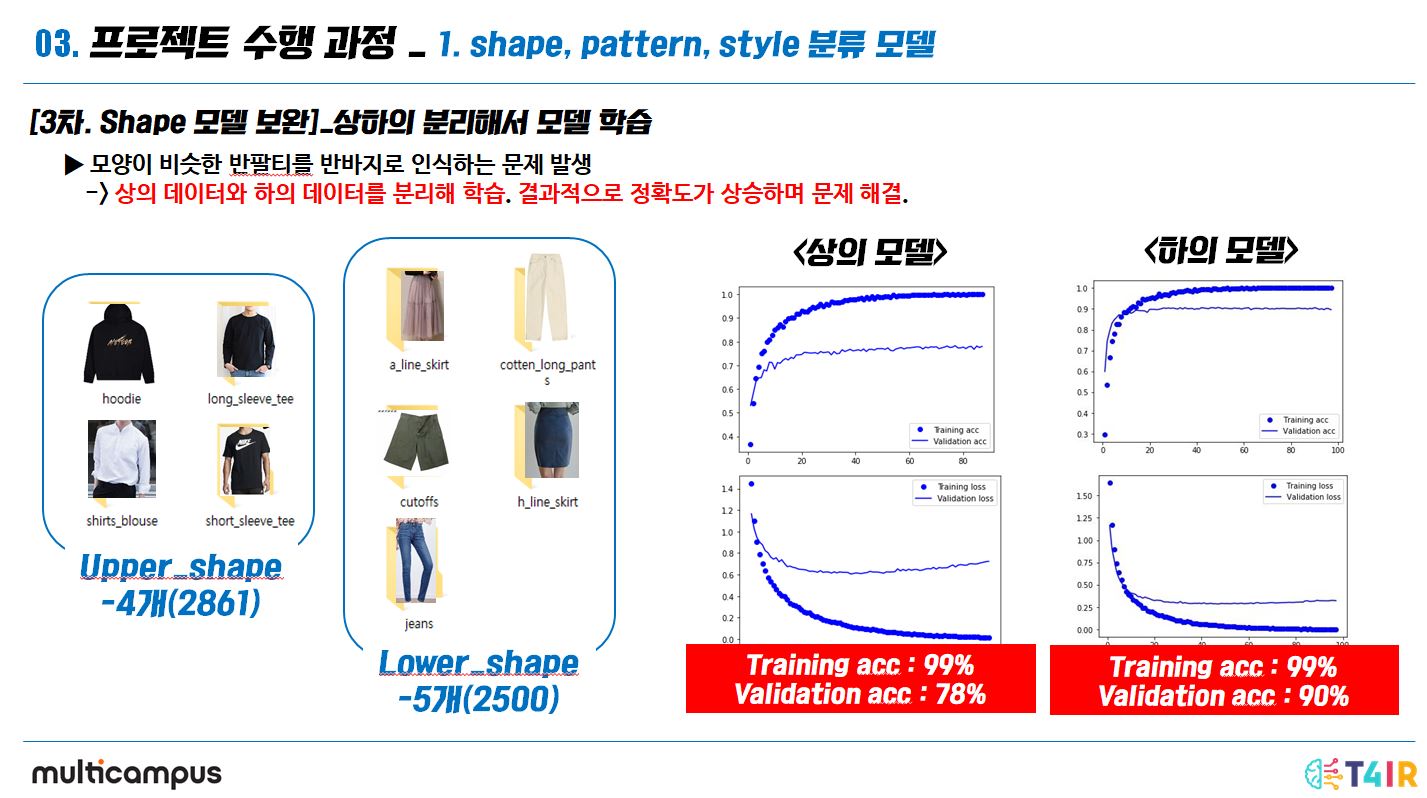 03. 프로젝트 수행 과정 _ 1. shape, pattern, style 분류 모델
[3차. Shape 모델 보완]_상하의 분리해서 모델 학습
▶ 모양이 비슷한 반팔티를 반바지로 인식하는 문제 발생
-> 상의 데이터와 하의 데이터를 분리해 학습. 결과적으로 정확도가 상승하며 문제 해결.
hoodie
long_sleeve_tee
shirts_blouse
short_sleeve_tee
NIKE
Upper_shape
-4개(2861)
a_line_skirt
cotten_long_pant
s
cutoffs
h_line_skirt
jeans
Lower_shape
-5개(2500)
<상의 모델>
1.0
0.9
0.8
0.7
0.6
0.5
0.4
0 20 40 60 80
Training acc
Validation acc
1.4
1.2
1.0
0.8
0.6
0.4
0.2
0.0
Training loss
Validation loss
Training acc : 99%
Validation acc : 78%
<하의 모델>
1.0
0.9
0.8
0.7
0.6
0.5
0.4
0.3
0 20 40 60 80 100
Training acc
Validation acc
1.50
1.25
1.00
0.75
0.50
0.25
0.00
Training loss
Validation loss
Training acc : 99%
Validation acc : 90%
multicampus
T4IR